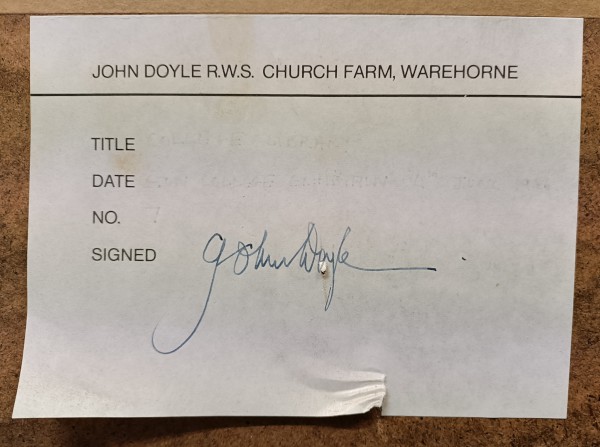 JOHN DOYLE R.W.S. CHURCH FARM, WAREHORNE
TITLE
DATE
NO.
SIGNED John Doyle